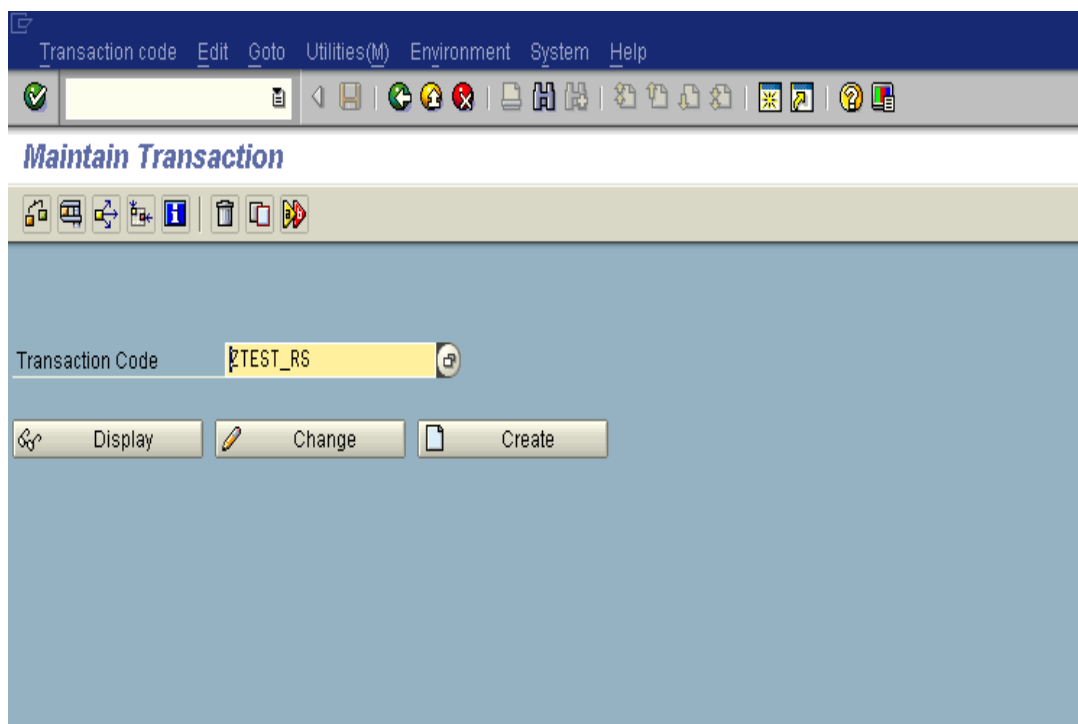 Transaction code Edit Goto Utilities(M) Environment System Help
Maintain Transaction
Transaction Code ZTEST_RS
Display Change Create